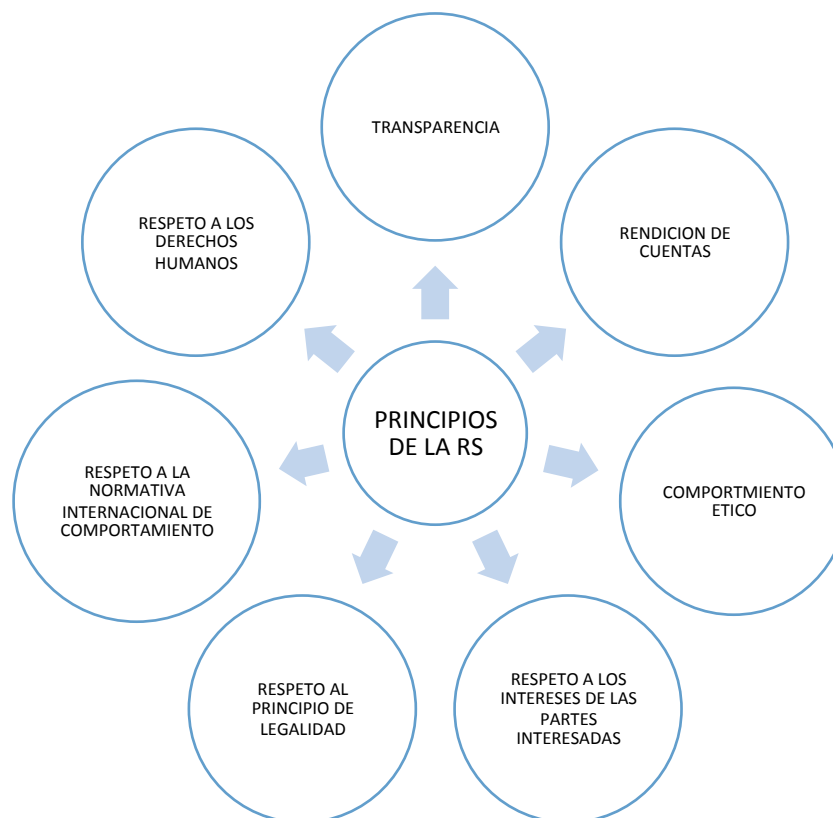 TRANSPARENCIA
RENDICION DE
CUENTAS
COMPORTMIENTO
ETICO
RESPETO A LOS
INTERESES DE LAS
PARTES
INTERESADAS
RESPETO AL
PRINCIPIO DE
LEGALIDAD
RESPETO A LA
NORMATIVA
INTERNACIONAL DE
COMPORTAMIENTO
RESPETO A LOS
DERECHOS
HUMANOS
PRINCIPIOS
DE LA RS